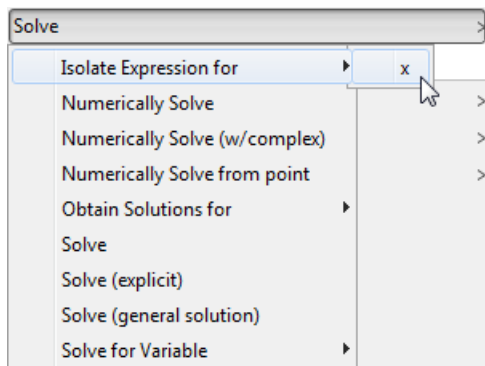 Solve >
Isolate Expression for x
Numerically Solve >
Numerically Solve (w/complex) >
Numerically Solve from point >
Obtain Solutions for
Solve
Solve (explicit)
Solve (general solution)
Solve for Variable